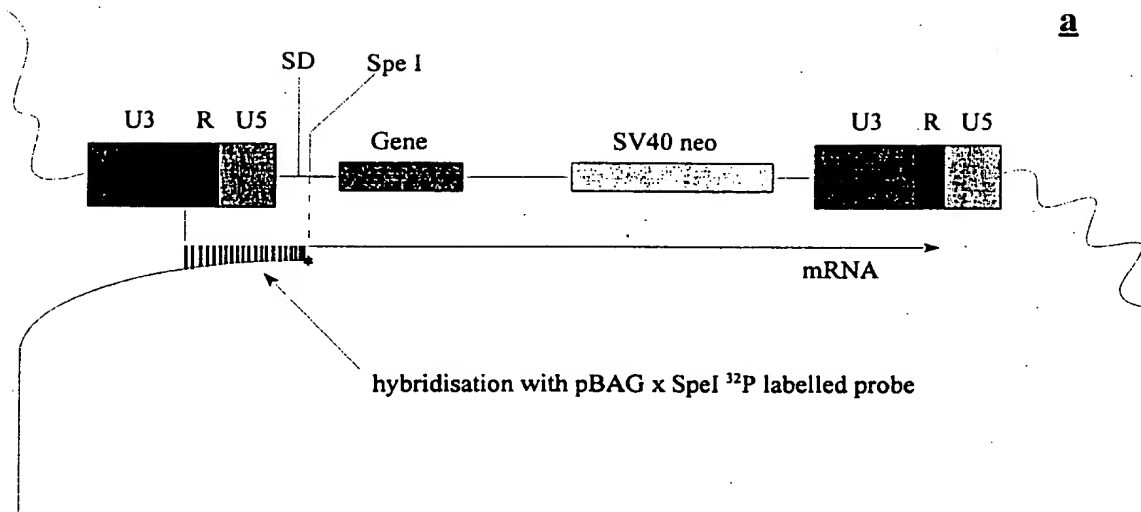 a
SD Spe I
U3 R U5 Gene SV40 neo U3 R U5
mRNA
*
hybridisation with pBAG x SpeI ³²P labelled probe